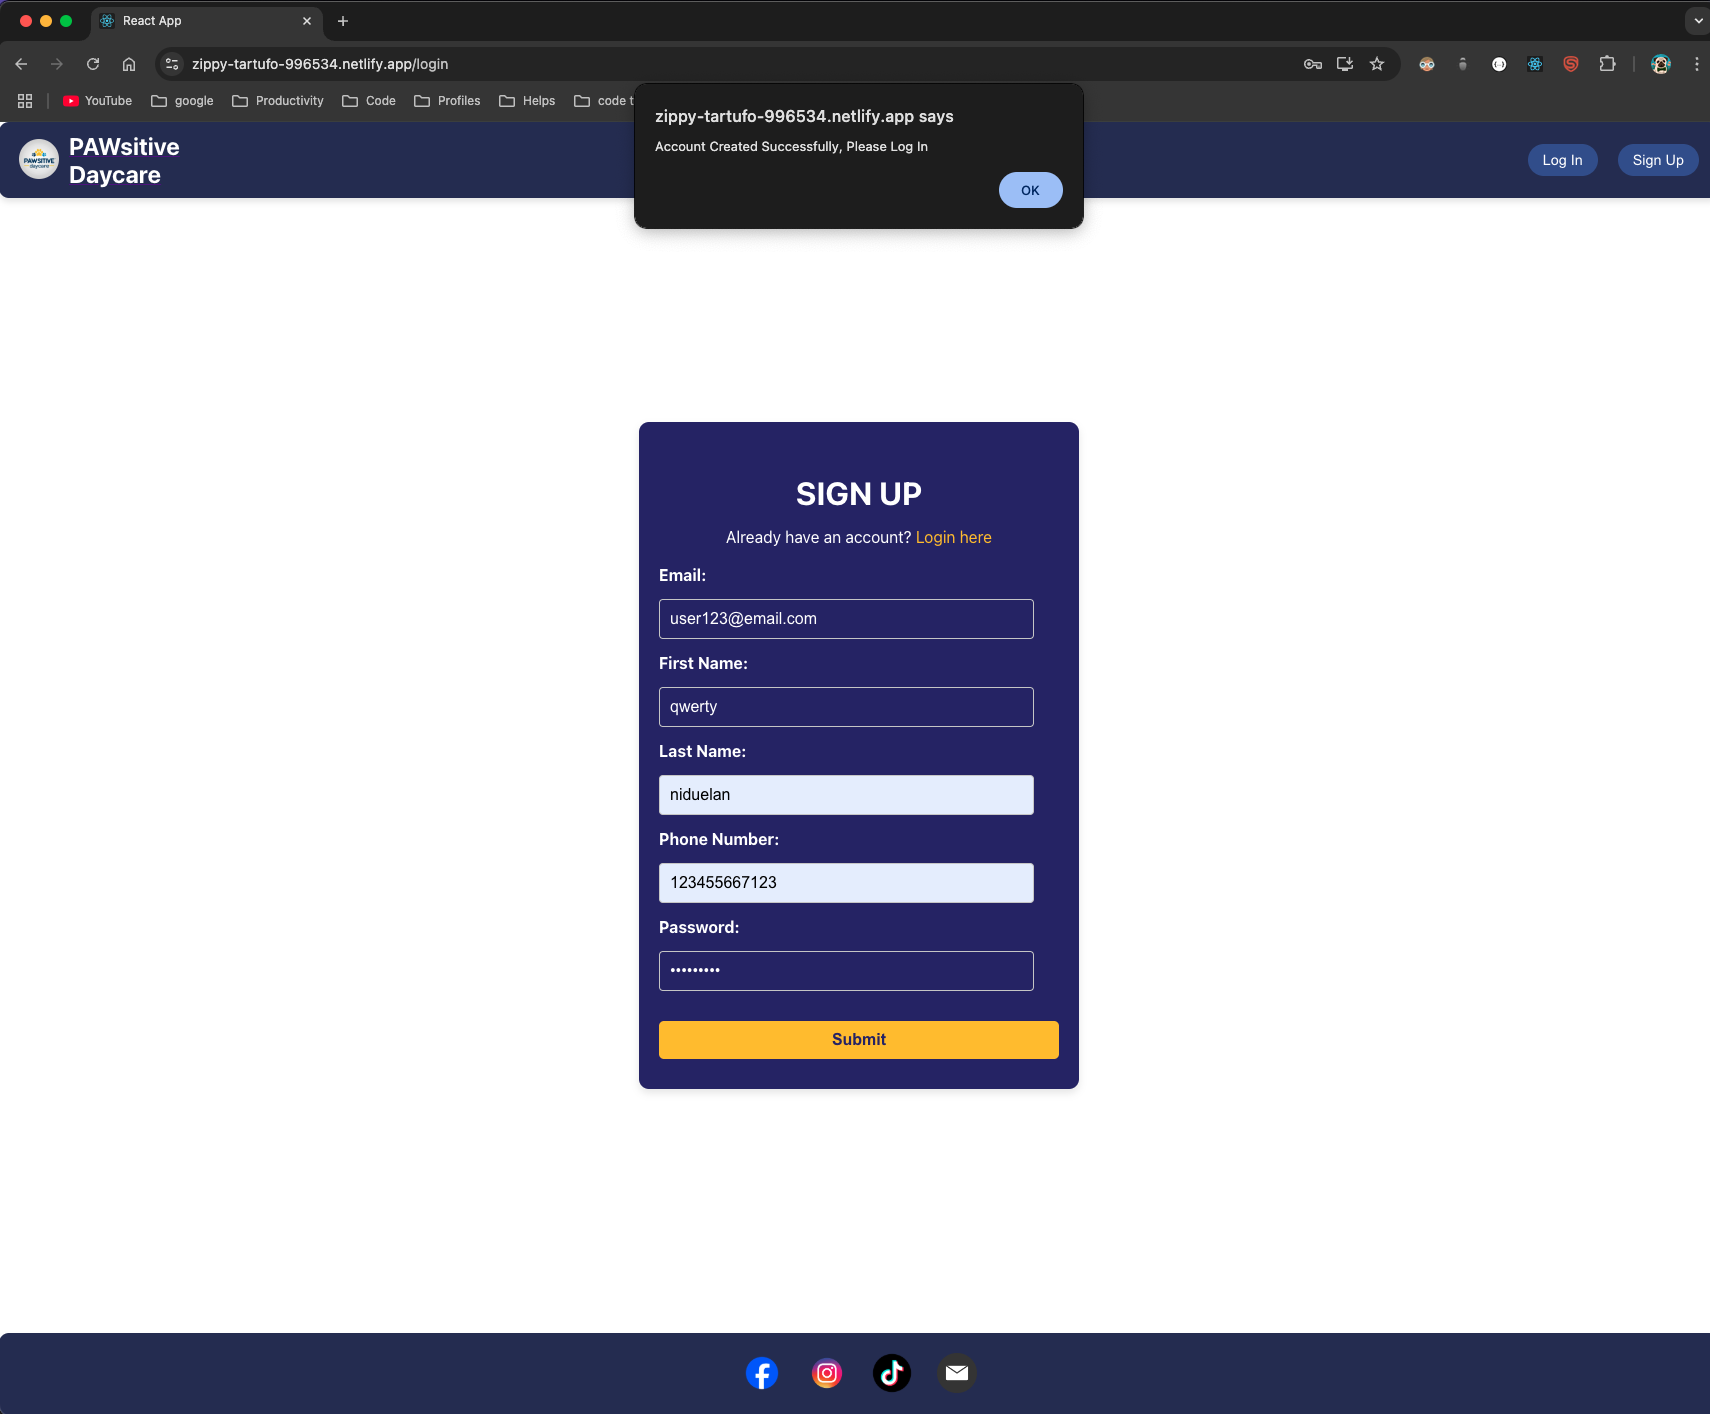 React App
zippy-tartufo-996534.netlify.app/login
YouTube
google
Productivity
Code
Profiles
Helps
code t
zippy-tartufo-996534.netlify.app says
Account Created Successfully, Please Log In
OK
PAWSITIVE
daycare
PAWsitive
Daycare
Log In
Sign Up
SIGN UP
Already have an account? Login here
Email:
user123@email.com
First Name:
qwerty
Last Name:
niduelan
Phone Number:
123455667123
Password:
•••••••••
Submit